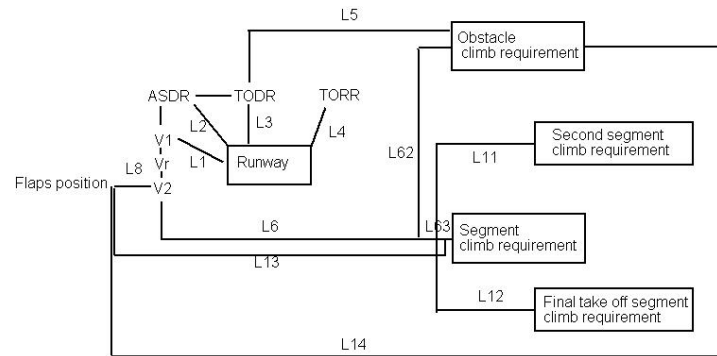 L5
Obstacle
climb requirement
ASDR
TODR
TORR
L2
L3
L4
V1
L1
Runway
L62
L11
Second segment
climb requirement
Vr
L8
Flaps position
V2
L6
L63
Segment
climb requirement
L13
L12
Final take off segment
climb requirement
L14